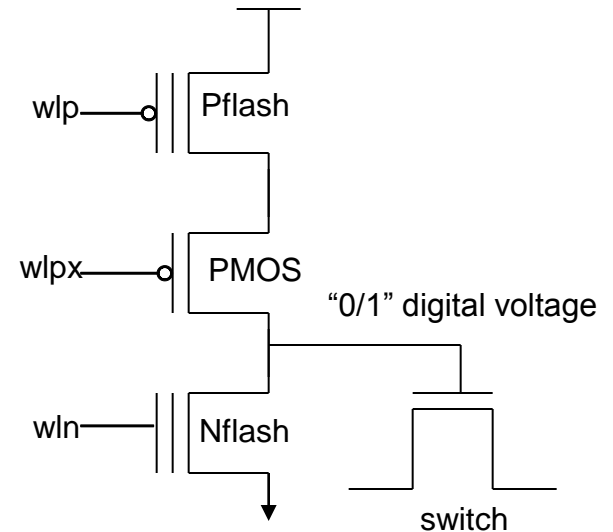 wlp
Pflash
wlpx
PMOS
“0/1” digital voltage
wln
Nflash
switch